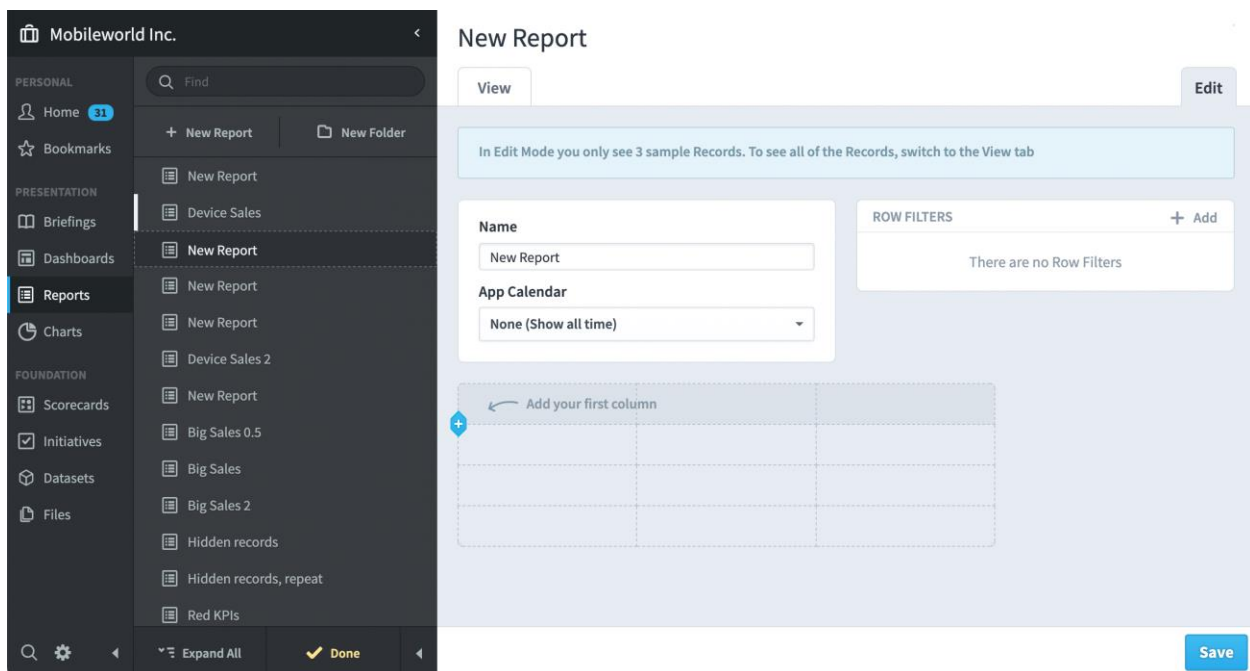 Mobileworld Inc.
PERSONAL
Home 31
Bookmarks
PRESENTATION
Briefings
Dashboards
Reports
Charts
FOUNDATION
Scorecards
Initiatives
Datasets
Files
Find
+ New Report
New Folder
New Report
Device Sales
New Report
New Report
New Report
Device Sales 2
New Report
Big Sales 0.5
Big Sales
Big Sales 2
Hidden records
Hidden records, repeat
Red KPIs
Expand All
Done
New Report
View
Edit
In Edit Mode you only see 3 sample Records. To see all of the Records, switch to the View tab
Name
New Report
App Calendar
None (Show all time)
ROW FILTERS
+ Add
There are no Row Filters
Add your first column
Save